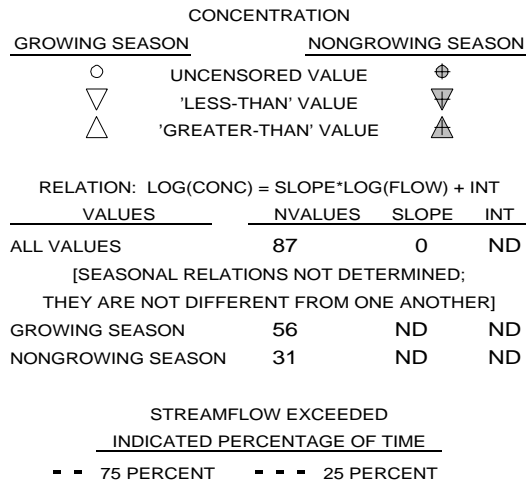 CONCENTRATION
GROWING SEASON NONGROWING SEASON
UNCENSORED VALUE
'LESS-THAN' VALUE
'GREATER-THAN' VALUE
RELATION: LOG(CONC) = SLOPE*LOG(FLOW) + INT
VALUES NVALUES SLOPE INT
ALL VALUES 87 0 ND
[SEASONAL RELATIONS NOT DETERMINED;
THEY ARE NOT DIFFERENT FROM ONE ANOTHER]
GROWING SEASON 56 ND ND
NONGROWING SEASON 31 ND ND
STREAMFLOW EXCEEDED
INDICATED PERCENTAGE OF TIME
75 PERCENT 25 PERCENT